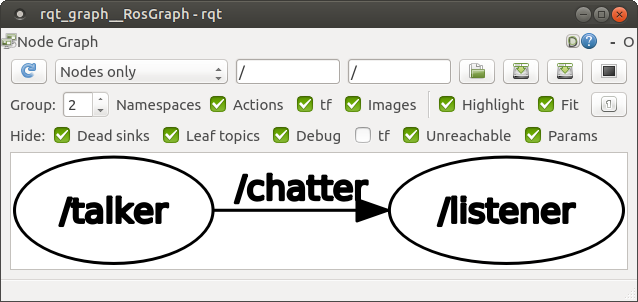 rqt_graph__RosGraph - rqt
Node Graph D ? - O
Nodes only / /
Group: 2 Namespaces Actions tf Images Highlight Fit
Hide: Dead sinks Leaf topics Debug tf Unreachable Params
/talker /chatter /listener